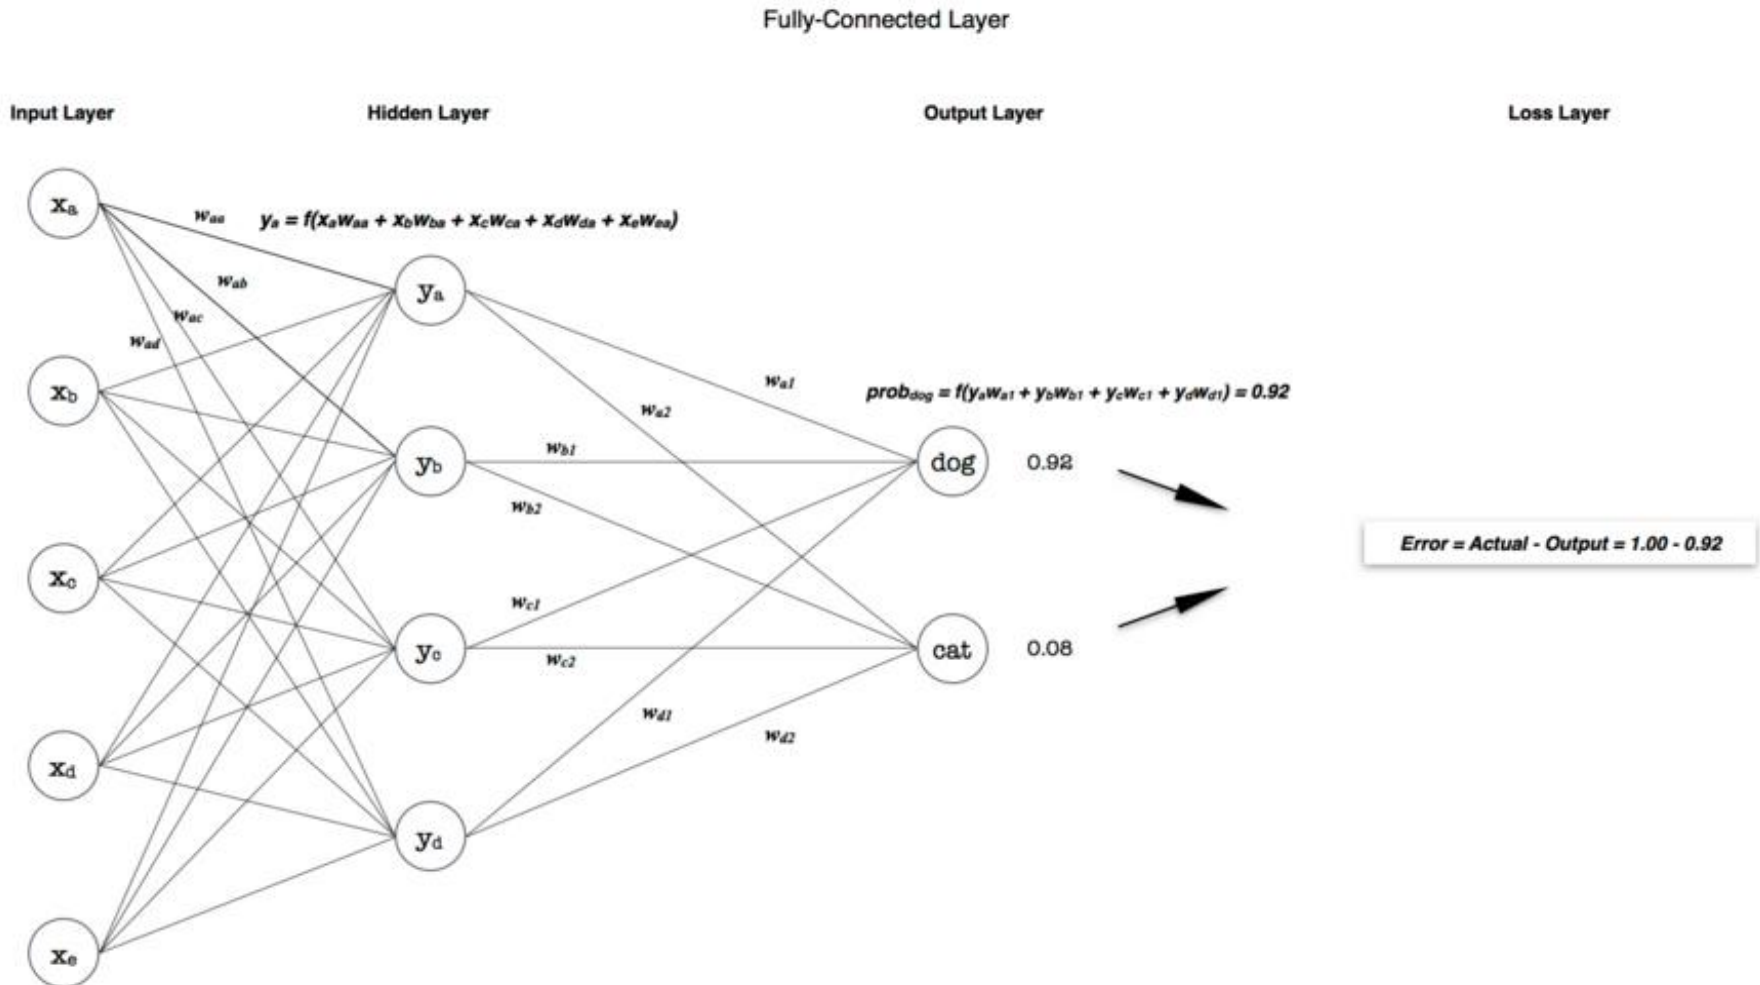 Fully-Connected Layer
Input Layer
Hidden Layer
Output Layer
Loss Layer
xa
waa
ya = f(xawaa + xbwba + xcwca + xdwda + xewea)
wab
ya
wac
wad
xb
wa1
wa2
probdog = f(yawa1 + ybwb1 + ycwc1 + ydwd1) = 0.92
yb
wb1
dog
0.92
wb2
Error = Actual - Output = 1.00 - 0.92
xc
wc1
yc
wc2
cat
0.08
wd1
wd2
xd
yd
xe